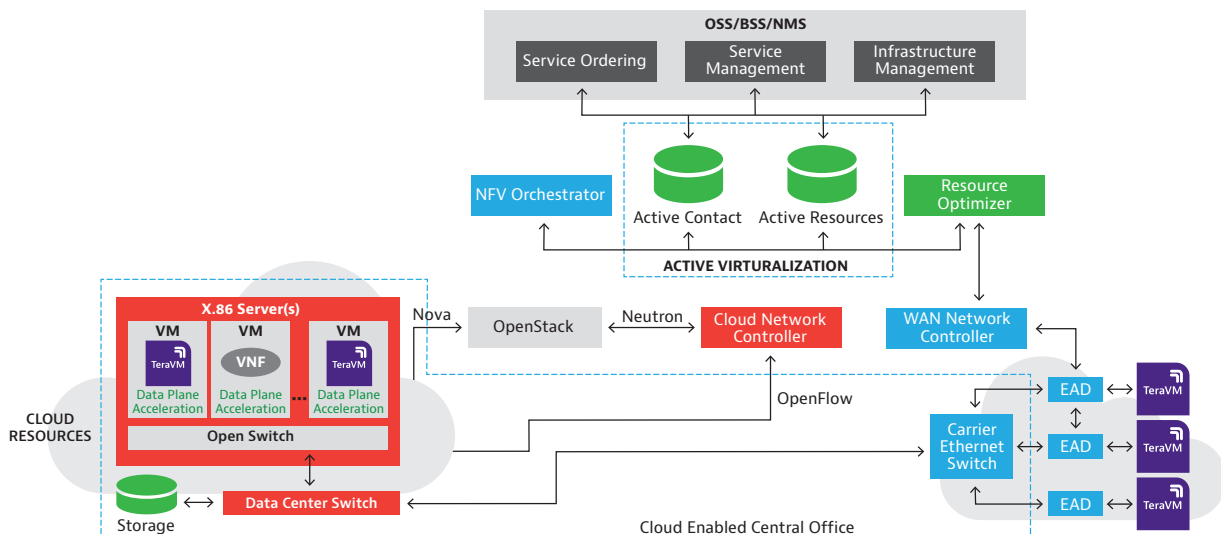 OSS/BSS/NMS
Service Ordering
Service
Management
Infrastructure
Management
NFV Orchestrator
Active Contact
Active Resources
Resource
Optimizer
ACTIVE VIRTURALIZATION
X.86 Server(s)
VM
VM
VM
TeraVM
VNF
TeraVM
Data Plane
Acceleration
Data Plane
Acceleration
...
Data Plane
Acceleration
Open Switch
CLOUD
RESOURCES
Nova
OpenStack
Neutron
Cloud Network
Controller
WAN Network
Controller
OpenFlow
Storage
Data Center Switch
Carrier
Ethernet
Switch
EAD
TeraVM
EAD
TeraVM
EAD
TeraVM
Cloud Enabled Central Office